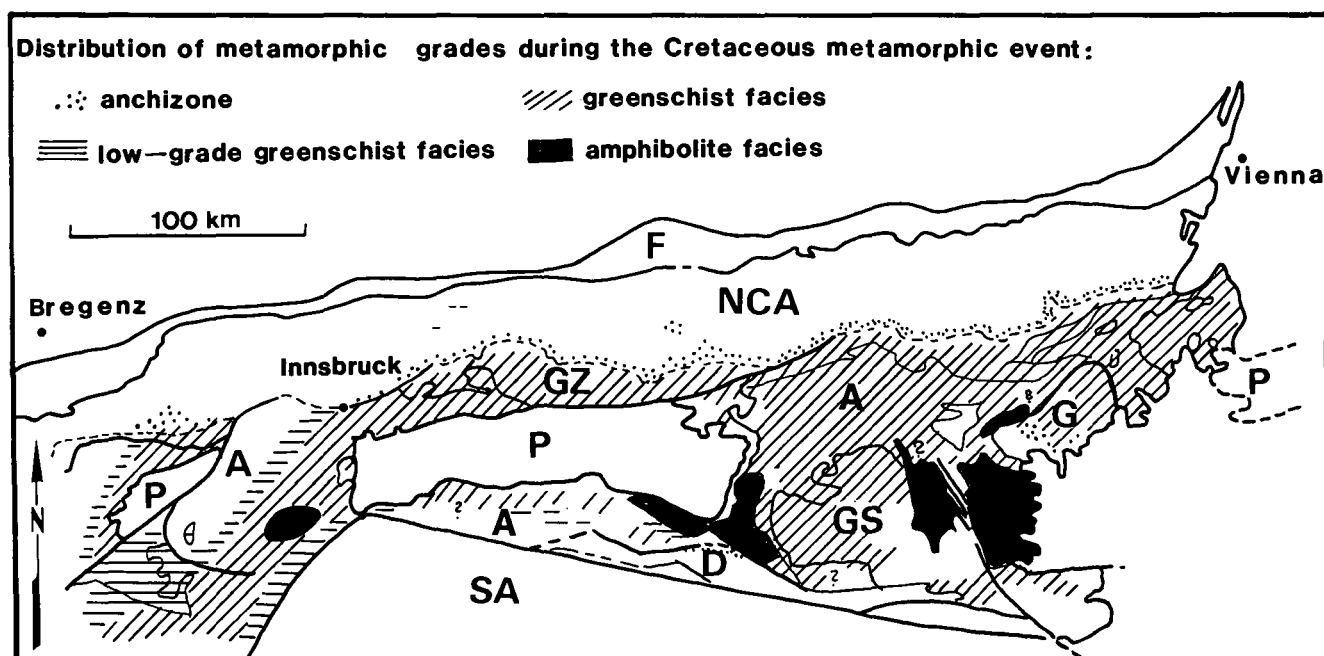 Distribution of metamorphic grades during the Cretaceous metamorphic event:
anchizone
greenschist facies
low-grade greenschist facies
amphibolite facies
Vienna
100 km
F
Bregenz
NCA
Innsbruck
GZ
P
A
G
A
P
P
?
GS
?
A
D
?
SA
N